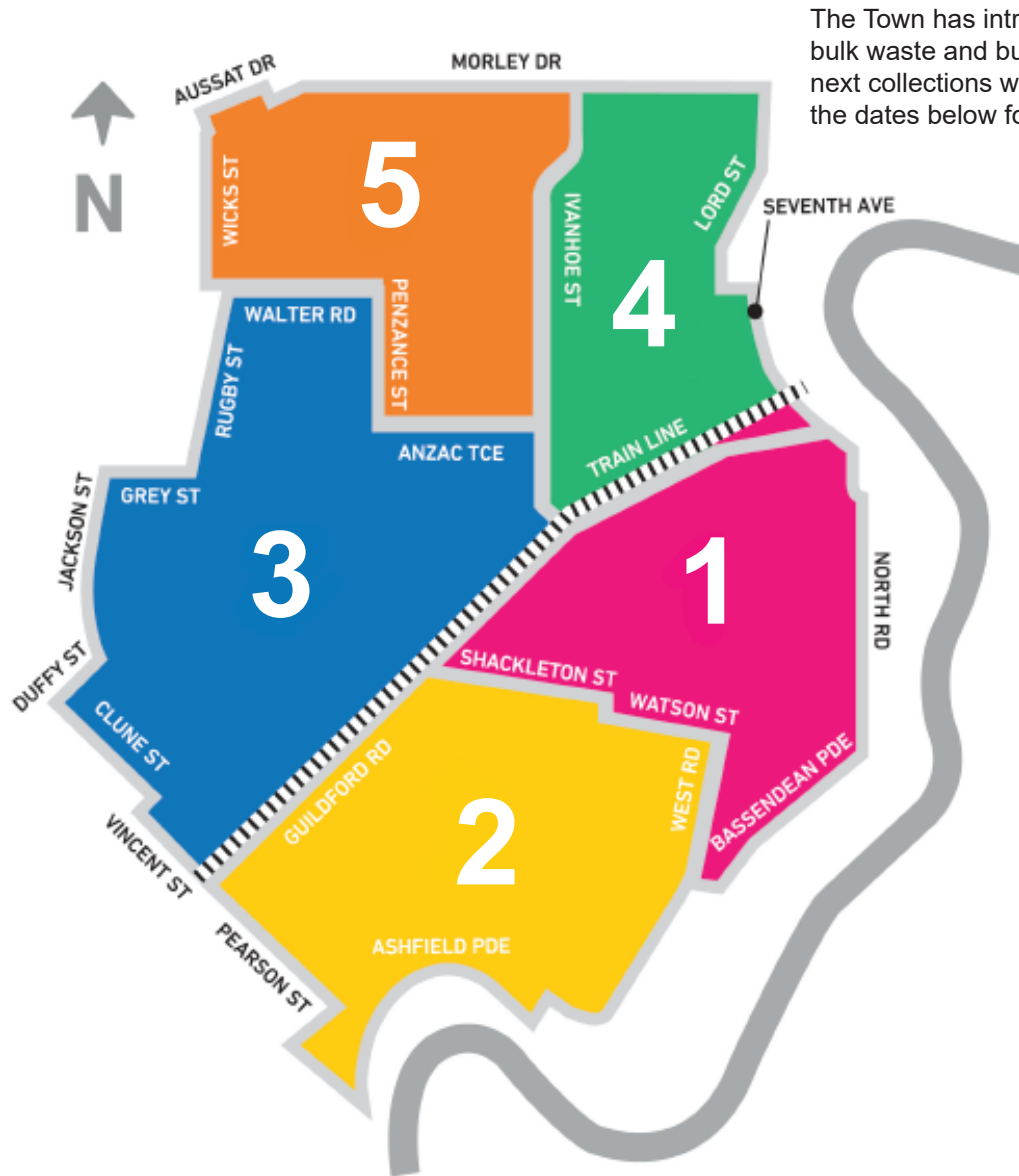 The Town has
bulk waste and
next collections
the dates below
AUSSAT DR
MORLEY DR
N
WICKS ST
5
IVANHOE ST
LORD ST
SEVENTH AVE
4
WALTER RD
PENZANCE ST
RUGBY ST
ANZAC TCE
TRAIN LINE
GREY ST
JACKSON ST
3
1
NORTH RD
DUFFY ST
SHACKLETON ST
WATSON ST
CLUNE ST
GUILDFORD RD
WEST RD
BASSENDEAN PDE
2
VINCENT ST
ASHFIELD PDE
PEARSON ST